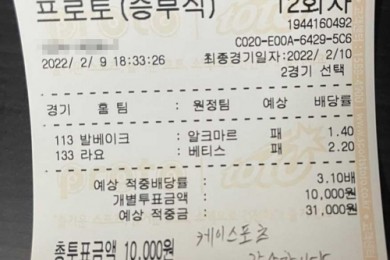 프로토(승부식) 12회차
1944160492
C020-E00A-6429-5C6
2022/ 2/ 9 18:33:26 최종경기일자:2022/ 2/10
2경기 선택
경기 홈 팀 : 원정팀 예상 배당률
113 발베이크 : 알크마르 패 1.40
133 라요 : 베티스 패 2.20
예상 적중배당률 : 3.10배
개별투표금액 : 10,000원
예상 적중금 : 31,000원
총투표금액 10,000원 케이스포츠
감사합니다